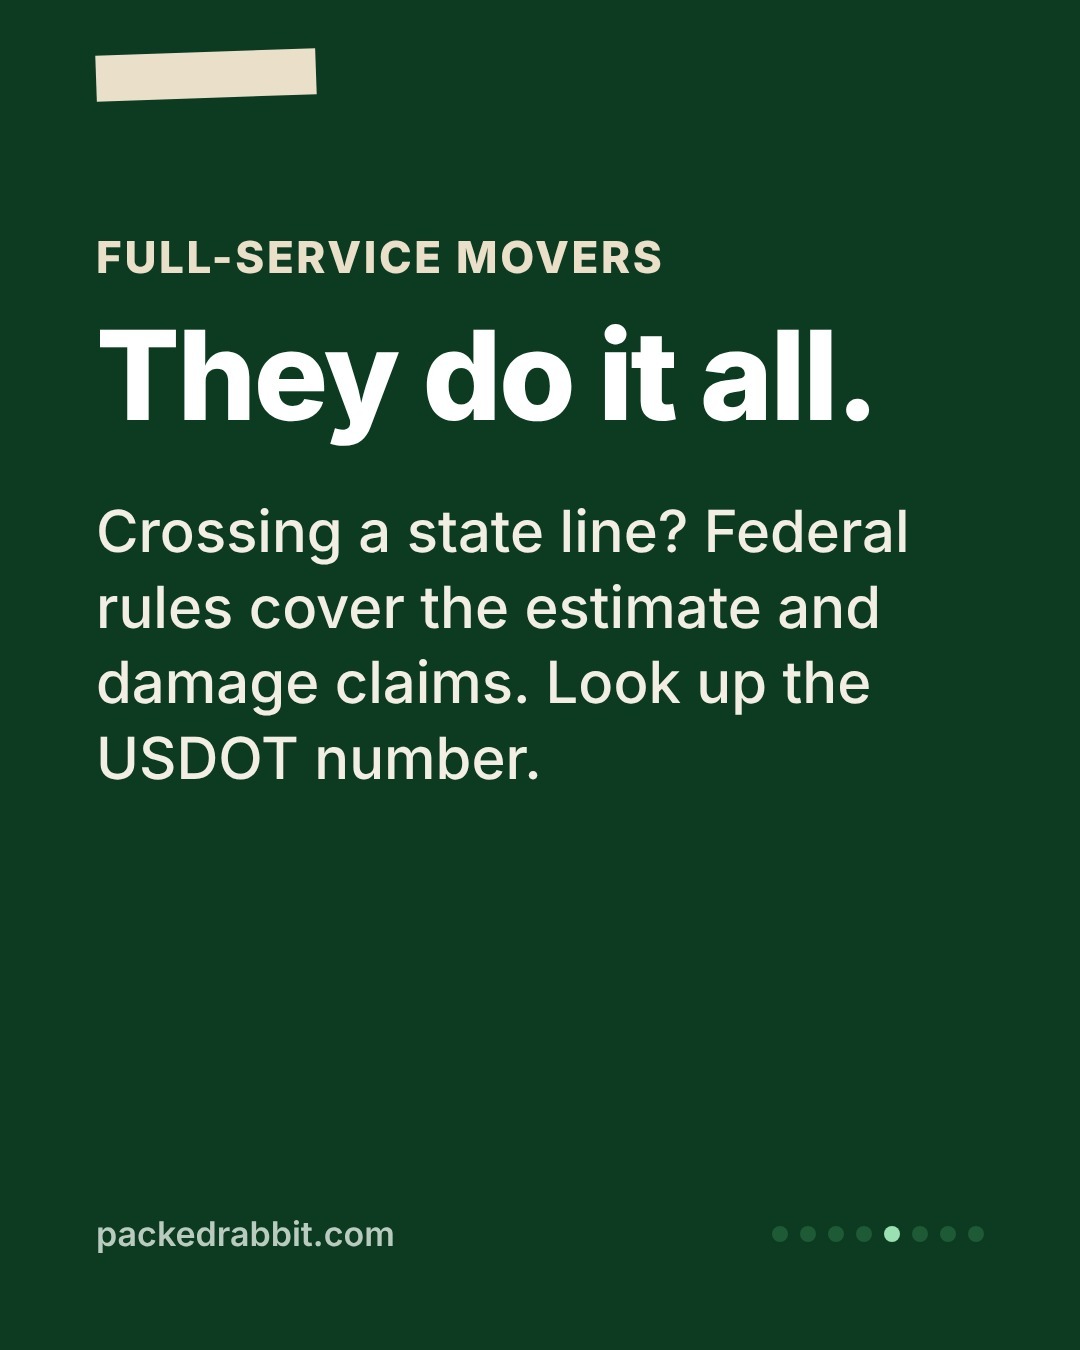 FULL-SERVICE MOVERS
They do it all.
Crossing a state line? Federal
rules cover the estimate and
damage claims. Look up the
USDOT number.
packedrabbit.com